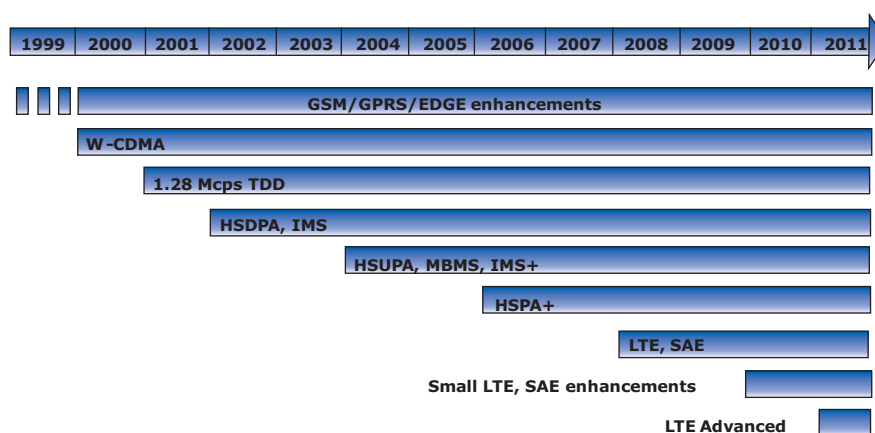 1999 2000 2001 2002 2003 2004 2005 2006 2007 2008 2009 2010 2011
GSM/GPRS/EDGE enhancements
W-CDMA
1.28 Mcps TDD
HSDPA, IMS
HSUPA, MBMS, IMS+
HSPA+
LTE, SAE
Small LTE, SAE enhancements
LTE Advanced